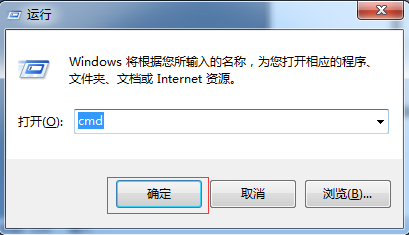 运行
Windows 将根据您所输入的名称，为您打开相应的程序、
文件夹、文档或 Internet 资源。
打开(O): cmd
确定 取消 浏览(B)...